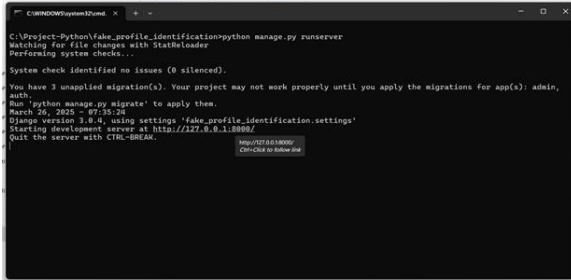 C:\WINDOWS\system32\cmd.
C:\Project-Python\fake_profile_identification>python manage.py runserver
Watching for file changes with StatReloader
Performing system checks...
System check identified no issues (0 silenced).
You have 3 unapplied migration(s). Your project may not work properly until you apply the migrations for app(s): admin,
auth.
Run 'python manage.py migrate' to apply them.
March 26, 2025 - 07:35:24
Django version 3.0.4, using settings 'fake_profile_identification.settings'
Starting development server at http://127.0.0.1:8000/
Quit the server with CTRL-BREAK.
http://127.0.0.1:8000/
Ctrl+Click to follow link